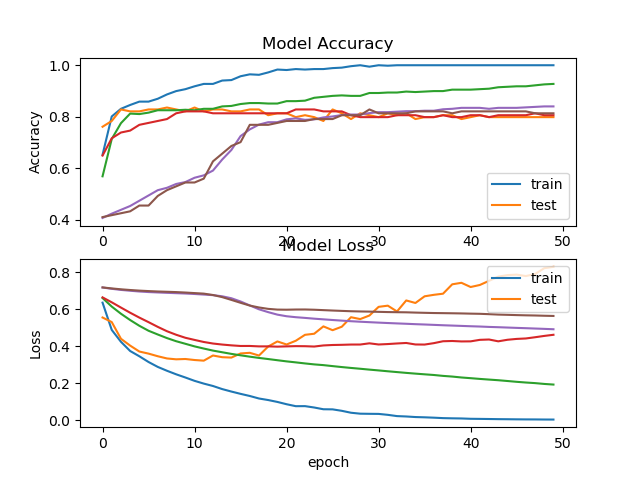 Model Accuracy
1.0
0.8
0.6
0.4
Accuracy
train
test
0 10 20 30 40 50
Model Loss
0.8
0.6
0.4
0.2
0.0
Loss
train
test
0 10 20 30 40 50
epoch